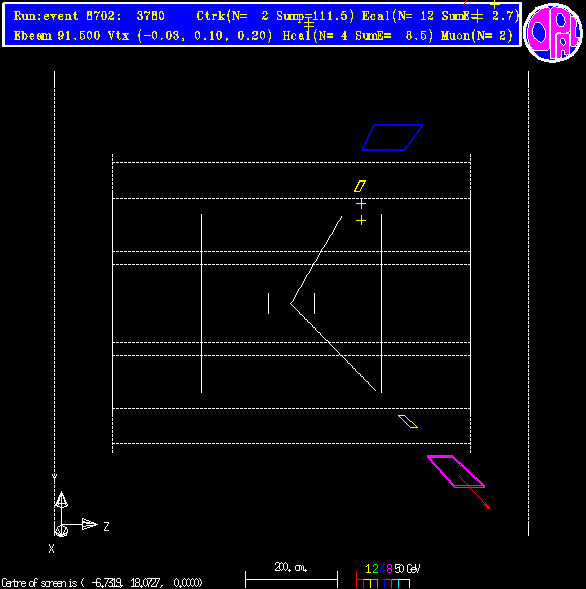 Run:event 8702: 3780 Ctrk(N= 2 Sump=111.5) Ecal(N= 12 SumE= 2.7)
Ebeam 91.500 Vtx (-0.03, 0.10, 0.20) Hcal(N= 4 SumE= 8.5) Muon(N= 2)
OPAL
Z
X
200. cm.
1 2 4 8 50 GeV
Centre of screen is ( -6.7319, 18.0727, 0.0000)